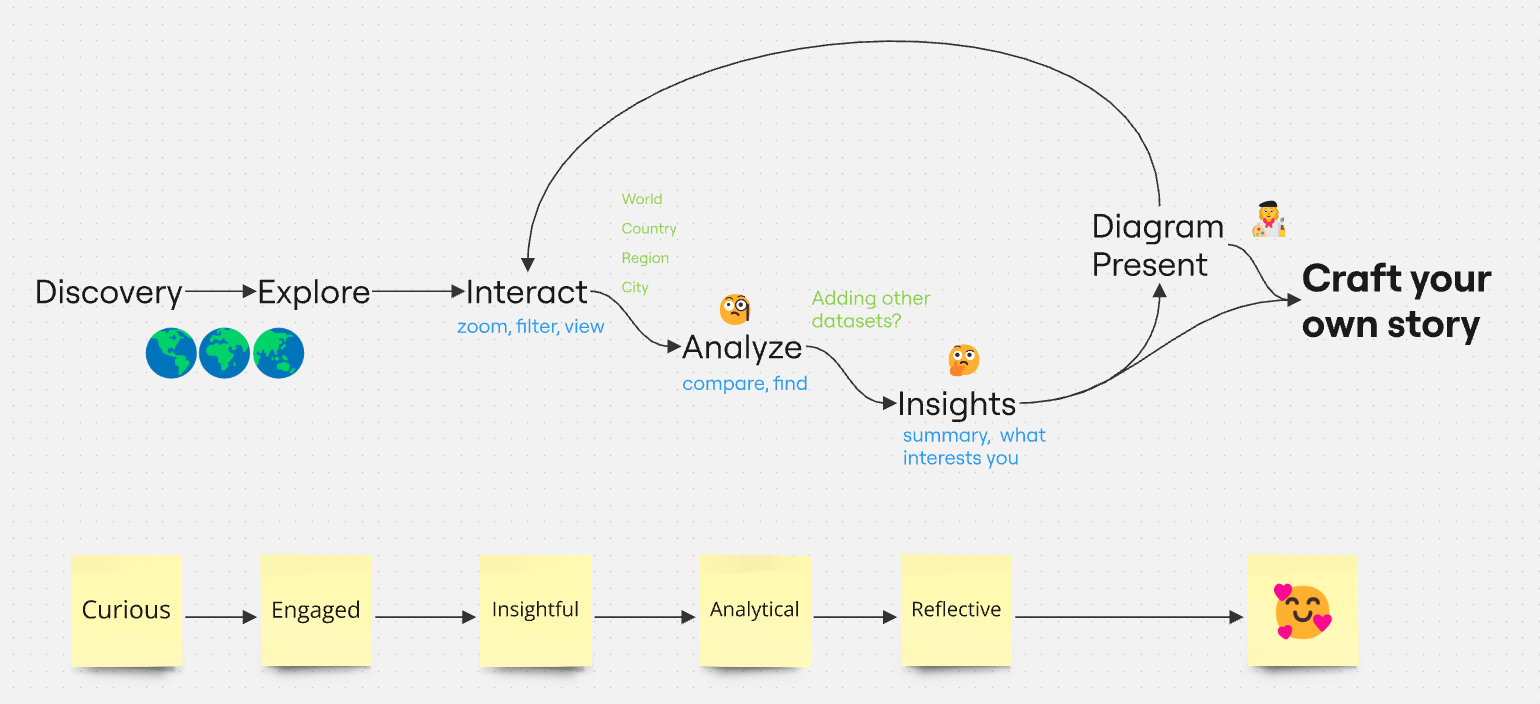 World
Country
Region
City
Discovery
Explore
Interact
zoom, filter, view
Analyze
compare, find
Adding other
datasets?
Insights
summary, what
interests you
Diagram
Present
Craft your
own story
Curious
Engaged
Insightful
Analytical
Reflective